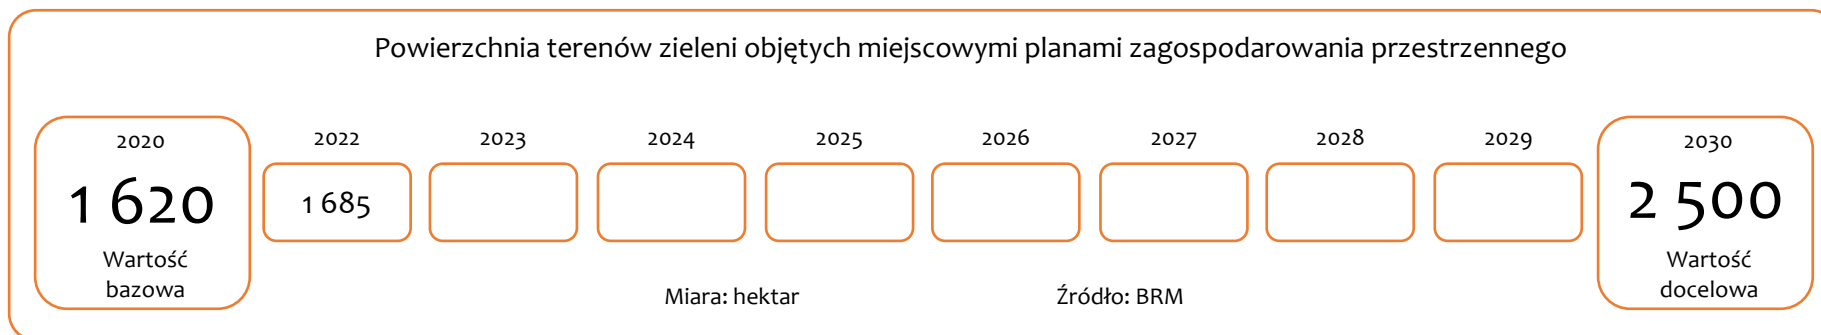 Powierzchnia terenów zieleni objętych miejscowymi planami zagospodarowania przestrzennego
2020
1 620
Wartość
bazowa
2022
1 685
2023
2024
2025
2026
2027
2028
2029
2030
2 500
Wartość
docelowa
Miara: hektar
Źródło: BRM